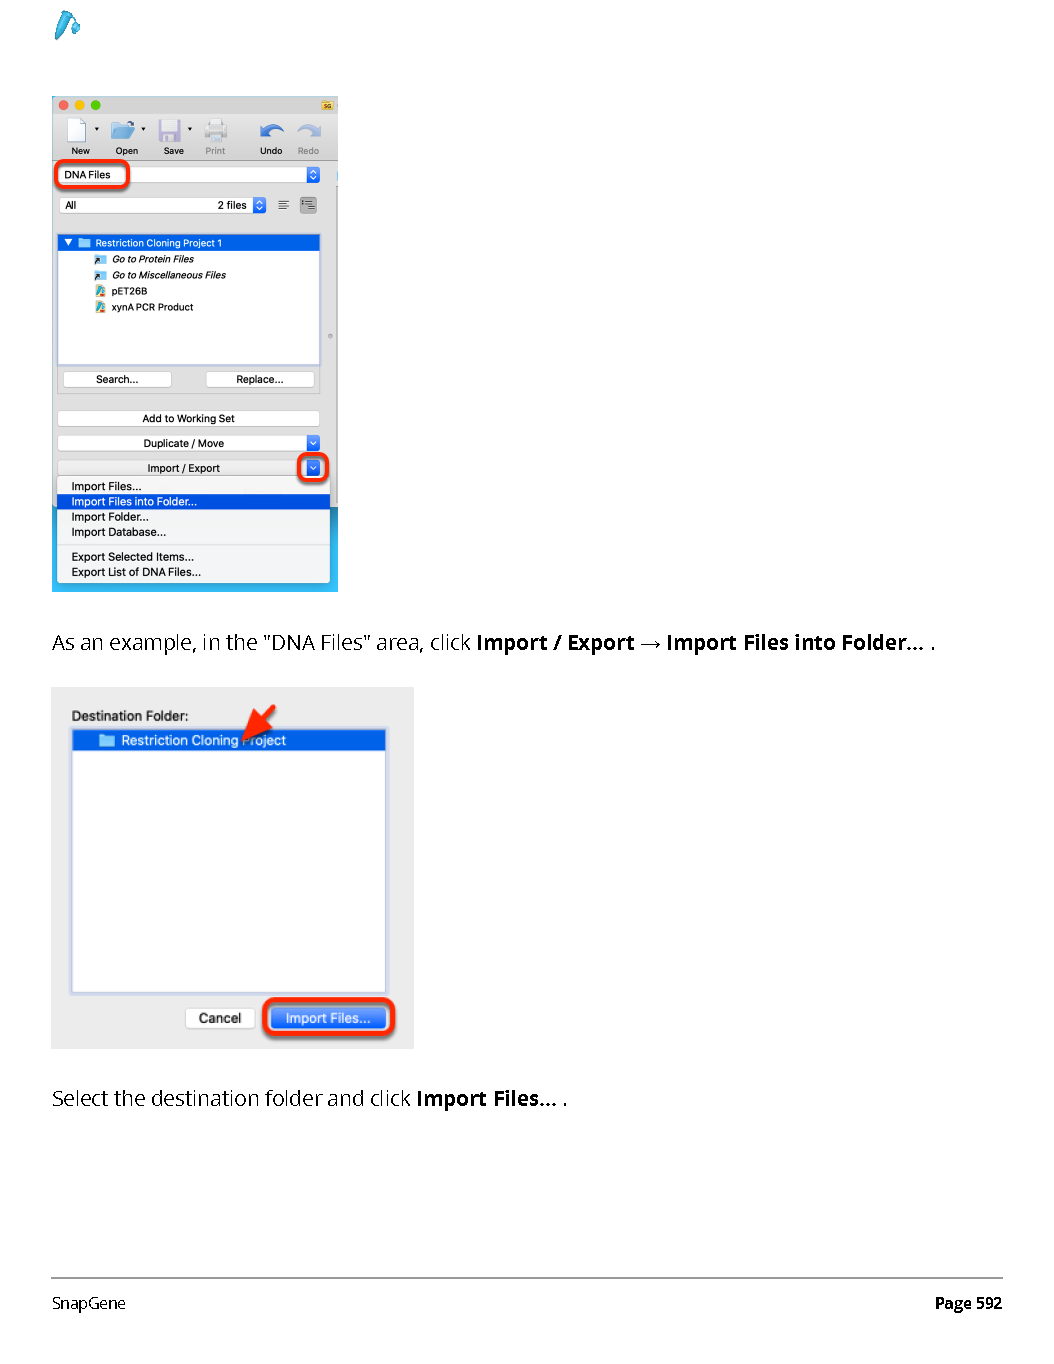 SG
New Open Save Print Undo Redo
DNA Files
All 2 files
Restriction Cloning Project 1
Go to Protein Files
Go to Miscellaneous Files
pET26B
xynA PCR Product
Search... Replace...
Add to Working Set
Duplicate / Move
Import / Export
Import Files...
Import Files into Folder...
Import Folder...
Import Database...
Export Selected Items...
Export List of DNA Files...
As an example, in the "DNA Files" area, click Import / Export → Import Files into Folder... .
Destination Folder:
Restriction Cloning Project
Cancel Import Files...
Select the destination folder and click Import Files... .
SnapGene Page 592